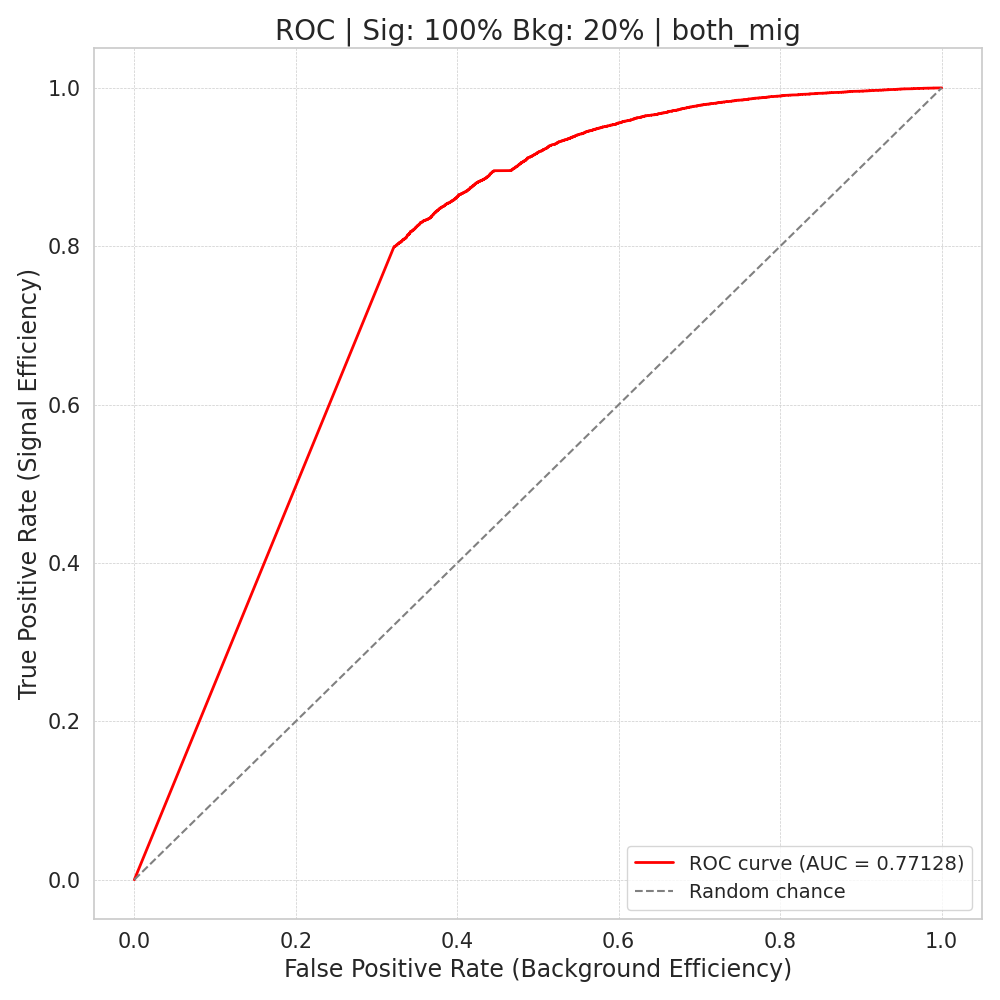 ROC | Sig: 100% Bkg: 20% | both_mig
1.0
0.8
0.6
0.4
0.2
0.0
True Positive Rate (Signal Efficiency)
ROC curve (AUC = 0.77128)
Random chance
0.0 0.2 0.4 0.6 0.8 1.0
False Positive Rate (Background Efficiency)